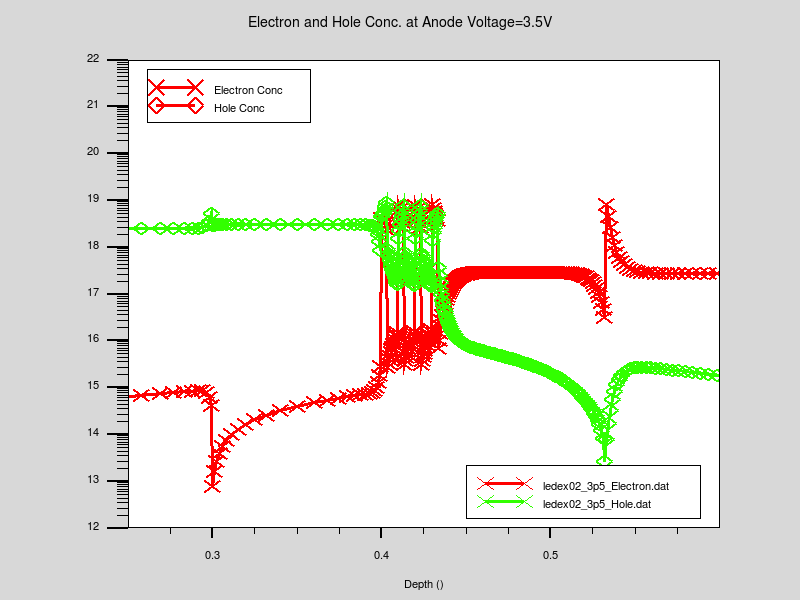 Electron and Hole Conc. at Anode Voltage=3.5V
22
21
20
19
18
17
16
15
14
13
12
Electron Conc
Hole Conc
ledex02_3p5_Electron.dat
ledex02_3p5_Hole.dat
0.3 0.4 0.5
Depth ()